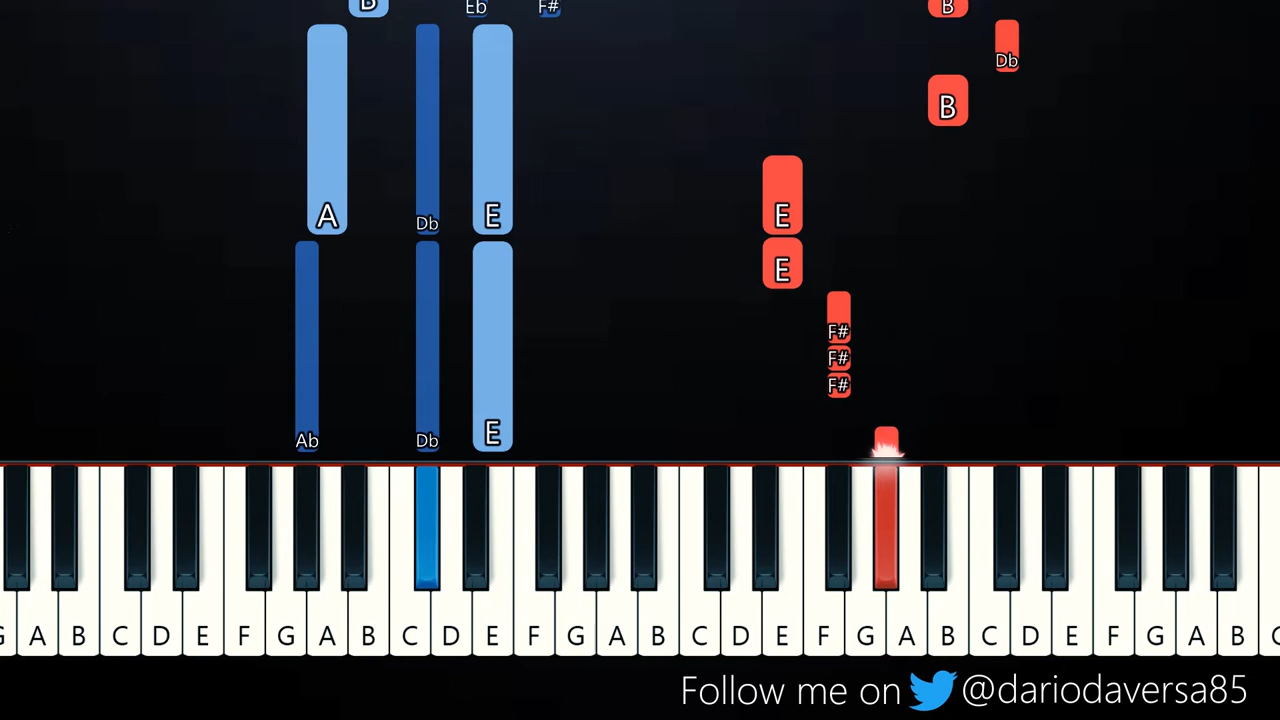 B Eb F# B
Db
B
A Db E E
E
F#
F#
F#
Ab Db E
G A B C D E F G A B C D E F G A B C D E F G A B C D E F G A B C
Follow me on @dariodaversa85